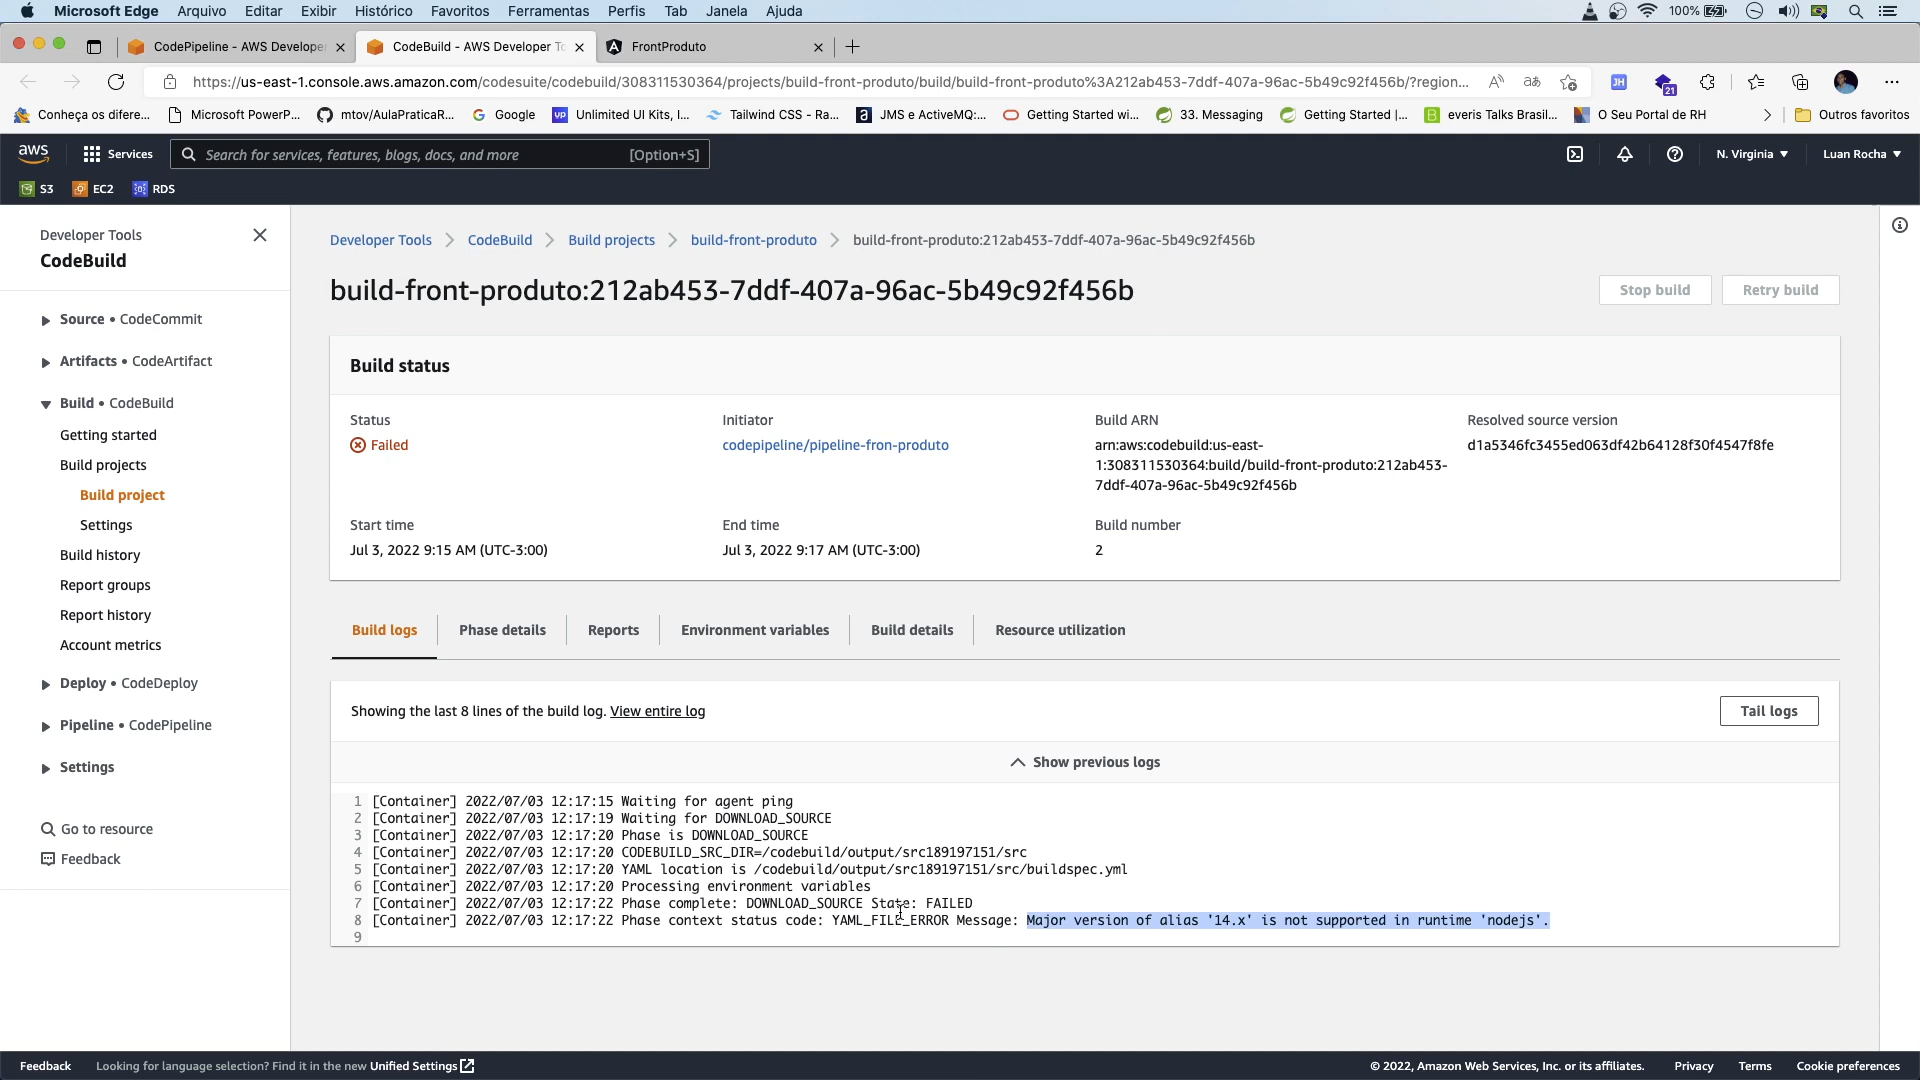 Microsoft Edge Arquivo Editar Exibir Histórico Favoritos Ferramentas Perfis Tab Janela Ajuda 100%
CodePipeline - AWS Develope CodeBuild - AWS Developer To FrontProduto
https://us-east-1.console.aws.amazon.com/codesuite/codebuild/308311530364/projects/build-front-produto/build/build-front-produto%3A212ab453-7ddf-407a-96ac-5b49c92f456b/?region... 21
Conheça os difere... Microsoft PowerP... mtov/AulaPraticaR... Google Unlimited UI Kits, I... Tailwind CSS - Ra... JMS e ActiveMQ:... Getting Started wi... 33. Messaging Getting Started |... everis Talks Brasil... O Seu Portal de RH Outros favoritos
aws Services Search for services, features, blogs, docs, and more [Option+S] N. Virginia Luan Rocha
S3 EC2 RDS
Developer Tools
CodeBuild
Source • CodeCommit
Artifacts • CodeArtifact
Build • CodeBuild
Getting started
Build projects
Build project
Settings
Build history
Report groups
Report history
Account metrics
Deploy • CodeDeploy
Pipeline • CodePipeline
Settings
Go to resource
Feedback
Developer Tools CodeBuild Build projects build-front-produto build-front-produto:212ab453-7ddf-407a-96ac-5b49c92f456b
build-front-produto:212ab453-7ddf-407a-96ac-5b49c92f456b Stop build Retry build
Build status
Status
Failed
Initiator
codepipeline/pipeline-fron-produto
Build ARN
arn:aws:codebuild:us-east-
1:308311530364:build/build-front-produto:212ab453-
7ddf-407a-96ac-5b49c92f456b
Resolved source version
d1a5346fc3455ed063df42b64128f30f4547f8fe
Start time
Jul 3, 2022 9:15 AM (UTC-3:00)
End time
Jul 3, 2022 9:17 AM (UTC-3:00)
Build number
2
Build logs Phase details Reports Environment variables Build details Resource utilization
Showing the last 8 lines of the build log. View entire log Tail logs
Show previous logs
1 [Container] 2022/07/03 12:17:15 Waiting for agent ping
2 [Container] 2022/07/03 12:17:19 Waiting for DOWNLOAD_SOURCE
3 [Container] 2022/07/03 12:17:20 Phase is DOWNLOAD_SOURCE
4 [Container] 2022/07/03 12:17:20 CODEBUILD_SRC_DIR=/codebuild/output/src189197151/src
5 [Container] 2022/07/03 12:17:20 YAML location is /codebuild/output/src189197151/src/buildspec.yml
6 [Container] 2022/07/03 12:17:20 Processing environment variables
7 [Container] 2022/07/03 12:17:22 Phase complete: DOWNLOAD_SOURCE State: FAILED
8 [Container] 2022/07/03 12:17:22 Phase context status code: YAML_FILE_ERROR Message: Major version of alias '14.x' is not supported in runtime 'nodejs'.
9
Feedback Looking for language selection? Find it in the new Unified Settings © 2022, Amazon Web Services, Inc. or its affiliates. Privacy Terms Cookie preferences